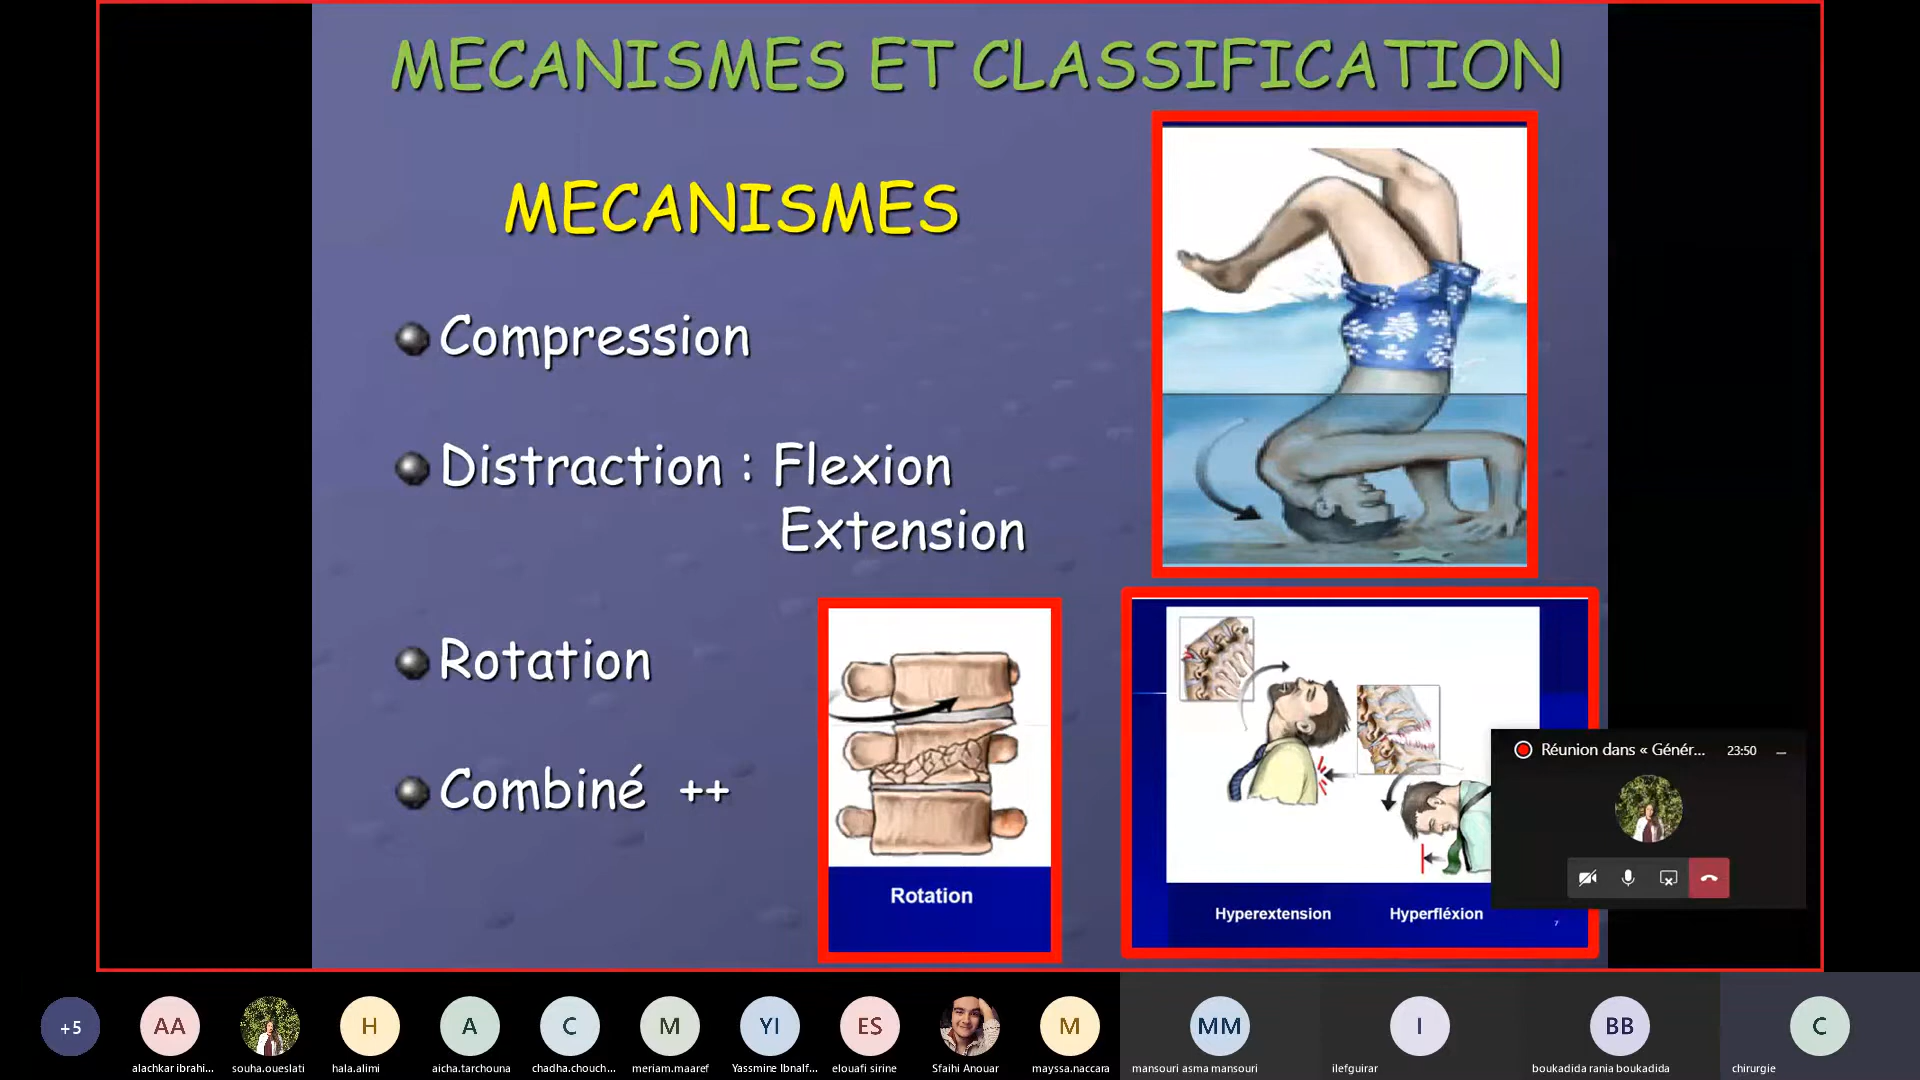 MECANISMES ET CLASSIFICATION
MECANISMES
Compression
Distraction : Flexion
Extension
Rotation
Combiné ++
Rotation
Hyperextension Hyperfléxion
7
Réunion dans « Génér... 23:50
+5
AA
H
A
C
M
YI
ES
M
MM
I
BB
C
alachkar ibrahi...
souha.oueslati
hala.alimi
aicha.tarchouna
chadha.chouch...
meriem.maaref
Yassmine Ibnalf...
elouafi sirine
Sfaihi Anouar
mayssa.naccara
mansouri asma mansouri
ilefguirar
boukadida rania boukadida
chirurgie